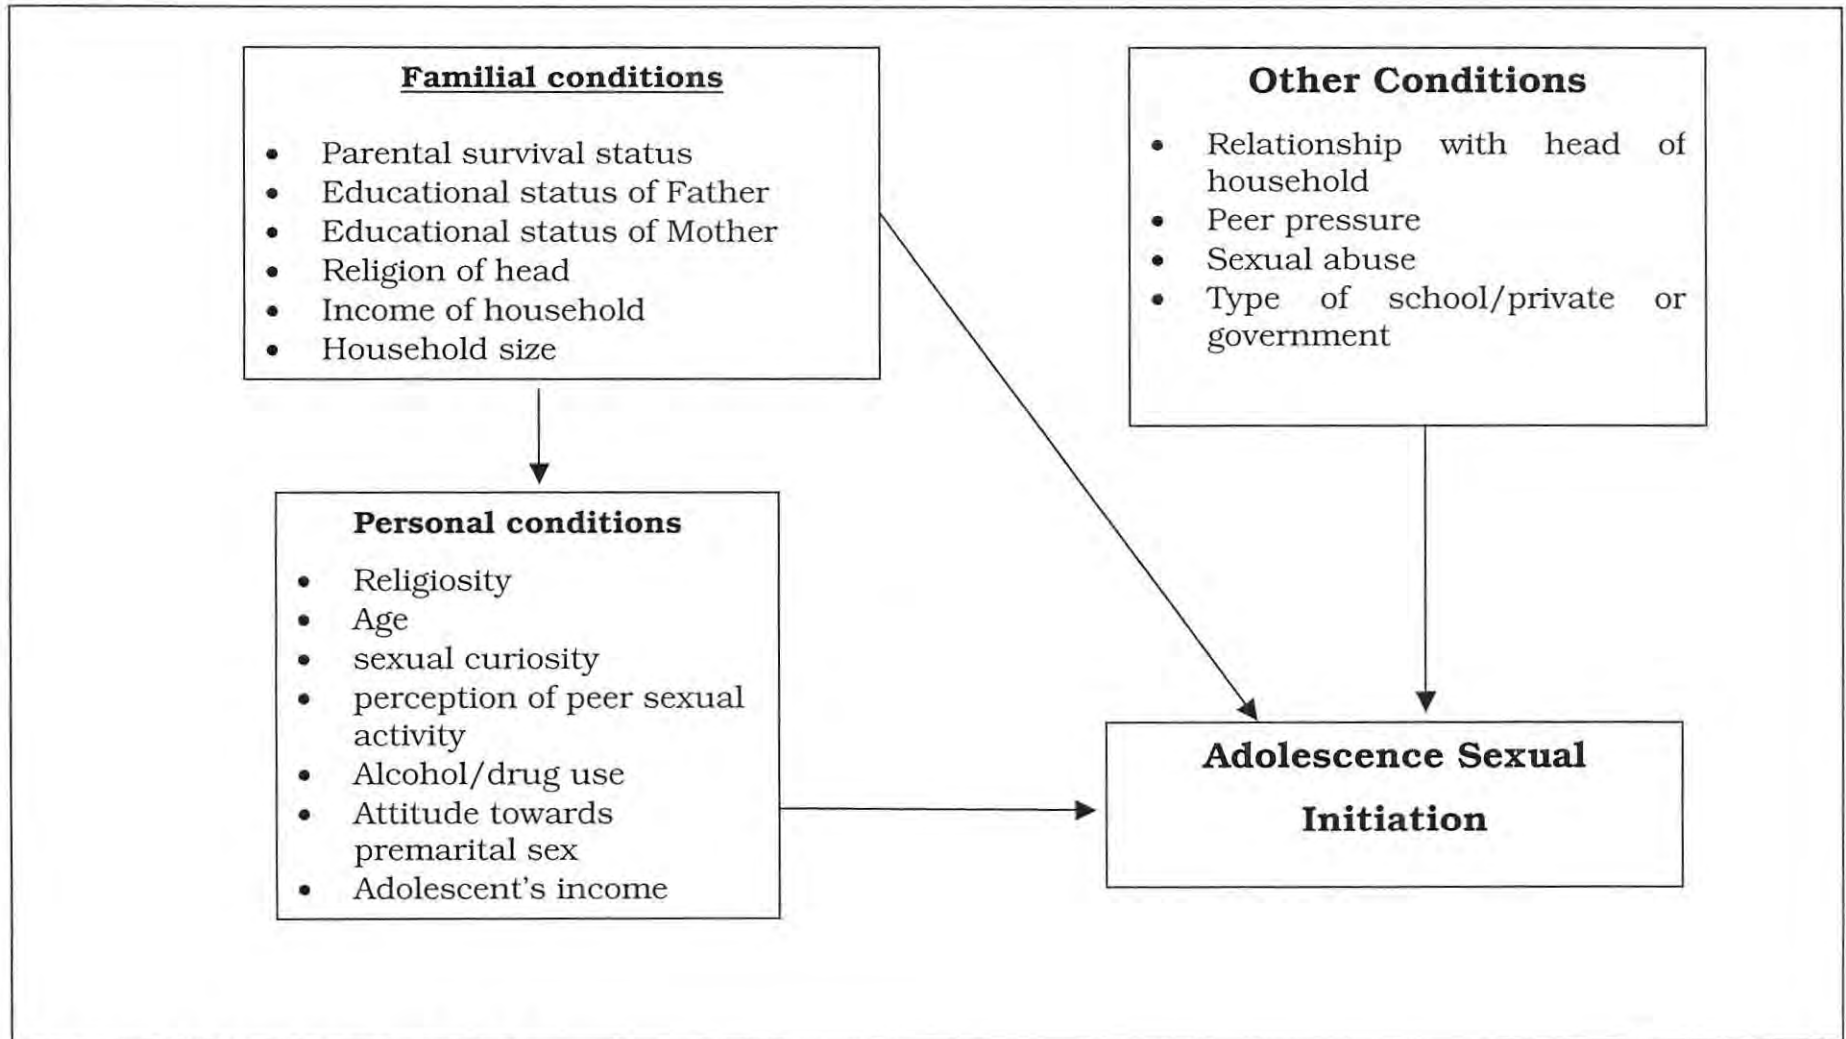 Familial conditions
• Parental survival status
• Educational status of Father
• Educational status of Mother
• Religion of head
• Income of household
• Household size
Other Conditions
• Relationship with head of
household
• Peer pressure
• Sexual abuse
• Type of school/private or
government
Personal conditions
• Religiosity
• Age
• sexual curiosity
• perception of peer sexual
activity
• Alcohol/drug use
• Attitude towards
premarital sex
• Adolescent's income
Adolescence Sexual
Initiation